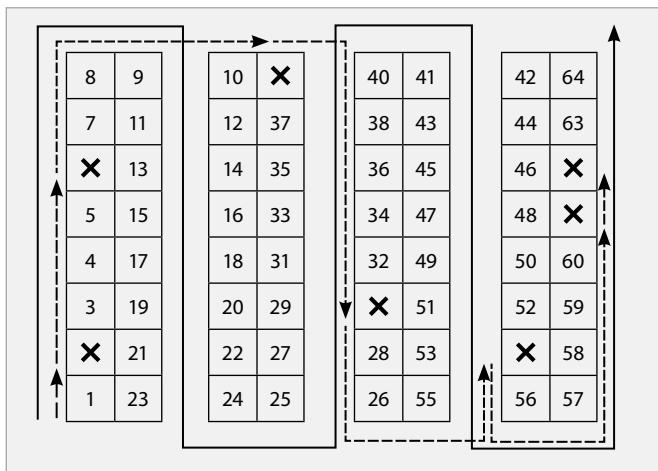 8 9 10 ✕ 40 41 42 64
7 11 12 37 38 43 44 63
✕ 13 14 35 36 45 46 ✕
5 15 16 33 34 47 48 ✕
4 17 18 31 32 49 50 60
3 19 20 29 ✕ 51 52 59
✕ 21 22 27 28 53 ✕ 58
1 23 24 25 26 55 56 57